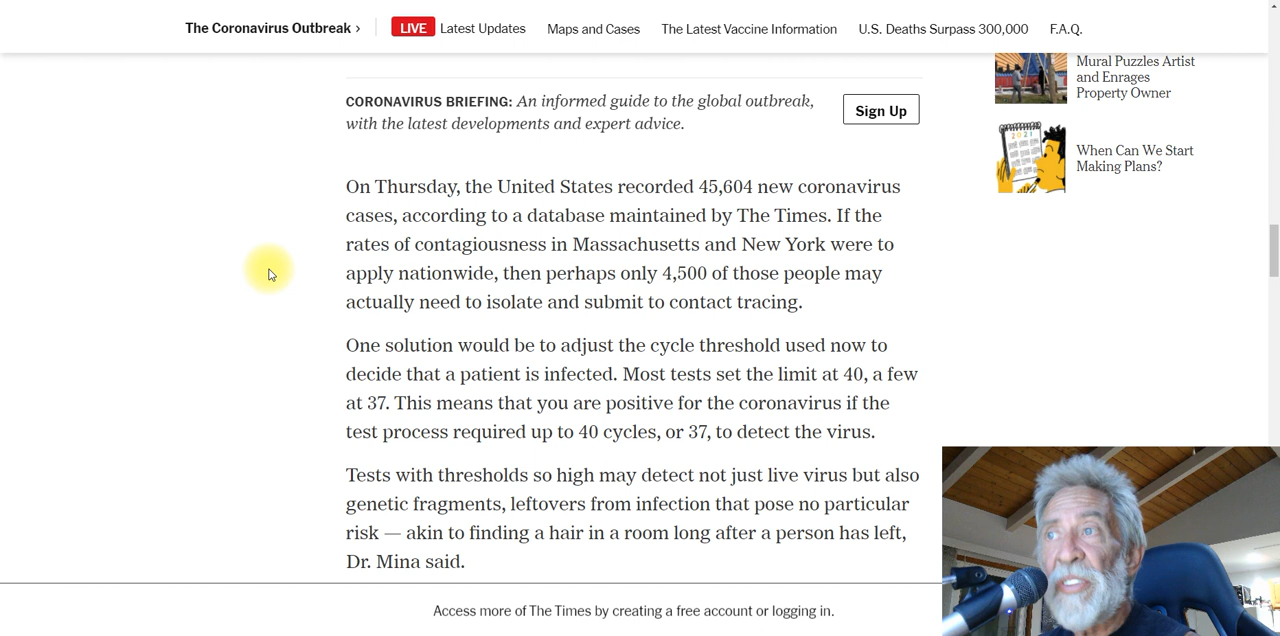 The Coronavirus Outbreak ›
LIVE Latest Updates
Maps and Cases
The Latest Vaccine Information
U.S. Deaths Surpass 300,000
F.A.Q.
Mural Puzzles Artist
and Enrages
Property Owner
CORONAVIRUS BRIEFING: An informed guide to the global outbreak,
with the latest developments and expert advice.
Sign Up
2021
When Can We Start
Making Plans?
On Thursday, the United States recorded 45,604 new coronavirus
cases, according to a database maintained by The Times. If the
rates of contagiousness in Massachusetts and New York were to
apply nationwide, then perhaps only 4,500 of those people may
actually need to isolate and submit to contact tracing.
One solution would be to adjust the cycle threshold used now to
decide that a patient is infected. Most tests set the limit at 40, a few
at 37. This means that you are positive for the coronavirus if the
test process required up to 40 cycles, or 37, to detect the virus.
Tests with thresholds so high may detect not just live virus but also
genetic fragments, leftovers from infection that pose no particular
risk — akin to finding a hair in a room long after a person has left,
Dr. Mina said.
Access more of The Times by creating a free account or logging in.